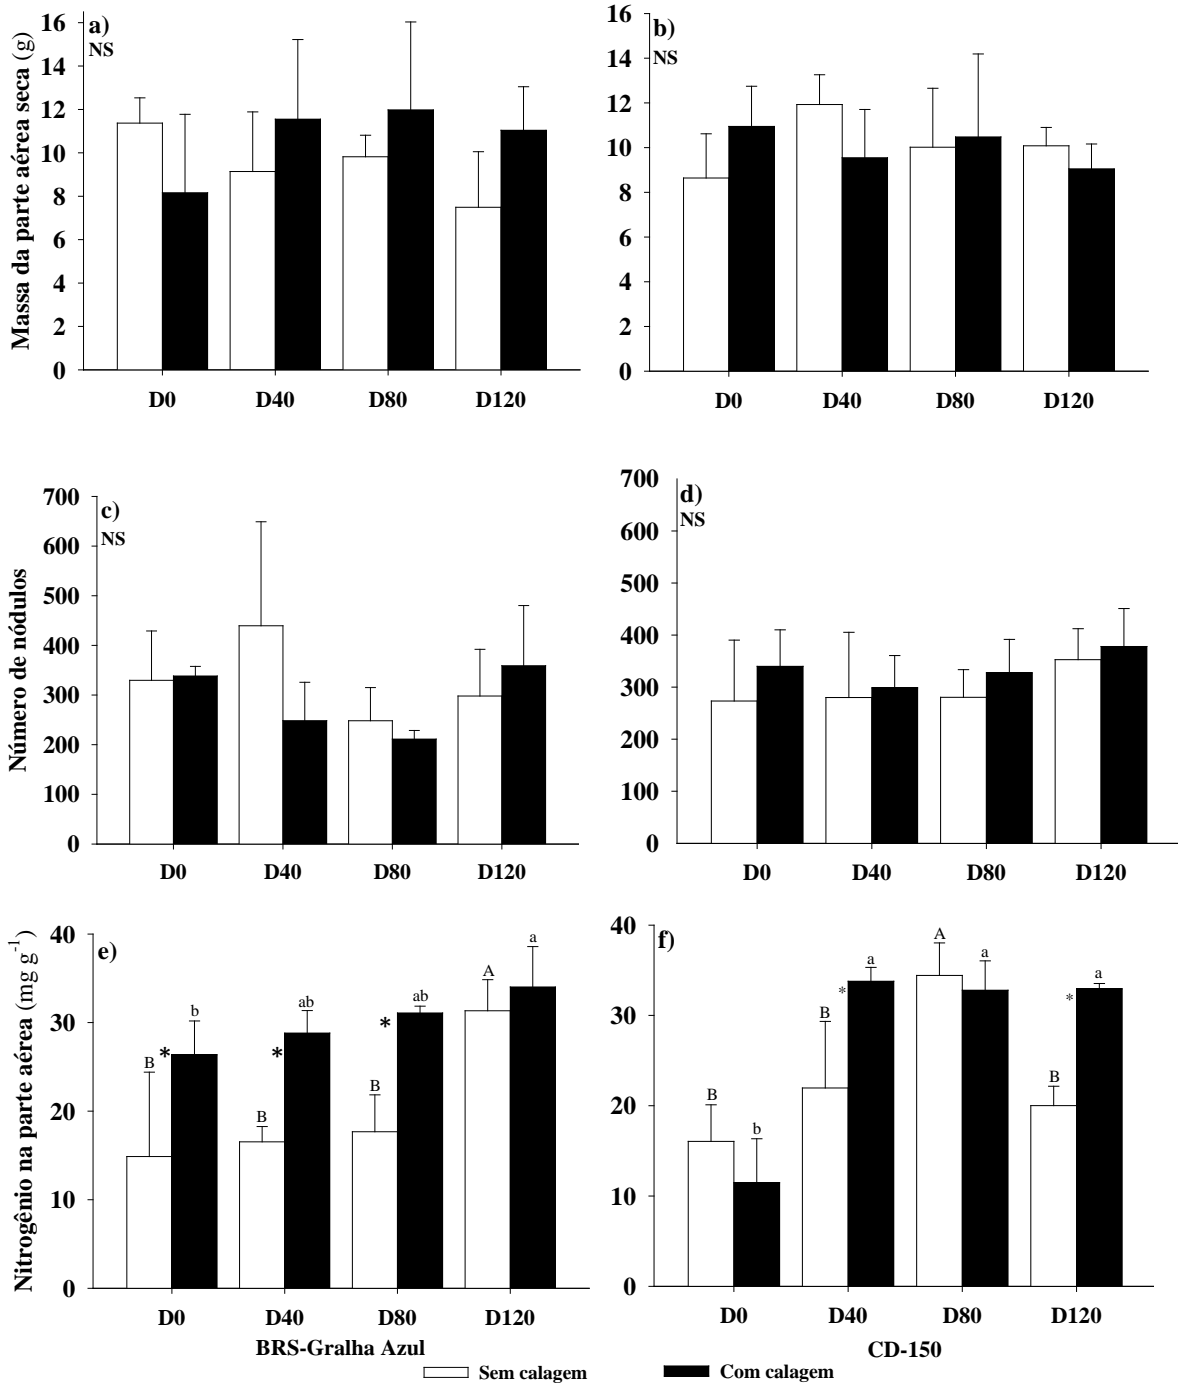 a)
NS
16
14
12
10
8
6
4
2
0
Massa da parte aérea seca (g)
D0 D40 D80 D120
b)
NS
16
14
12
10
8
6
4
2
0
D0 D40 D80 D120
c)
NS
700
600
500
400
300
200
100
0
Número de nódulos
D0 D40 D80 D120
d)
NS
700
600
500
400
300
200
100
0
D0 D40 D80 D120
e)
40
30
20
10
0
Nitrogênio na parte aérea (mg g-1)
B * b B * ab B * ab A a
D0 D40 D80 D120
BRS-Gralha Azul
f)
40
30
20
10
0
B b B * a A a B * a
D0 D40 D80 D120
CD-150
Sem calagem Com calagem